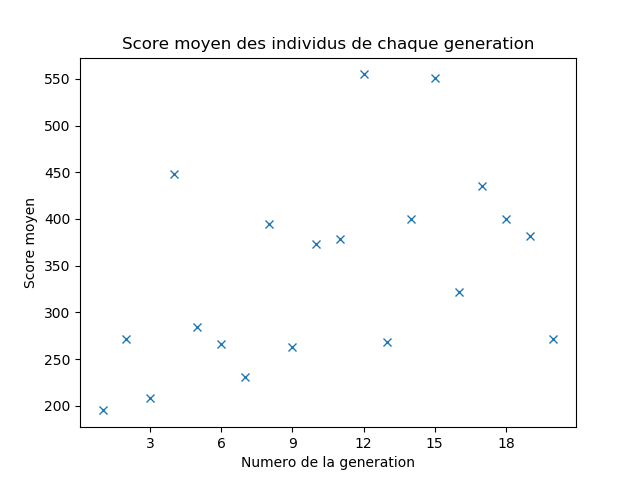 Score moyen des individus de chaque generation
550
500
450
400
350
300
250
200
Score moyen
3 6 9 12 15 18
Numero de la generation